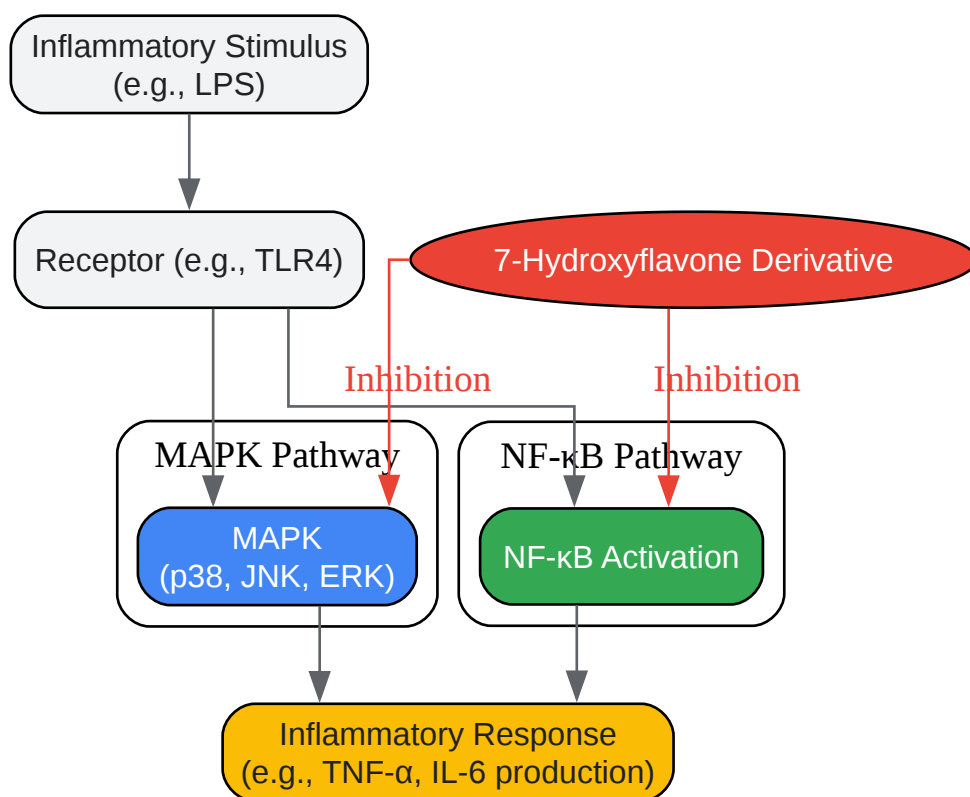 Inflammatory Stimulus
(e.g., LPS)
Receptor (e.g., TLR4)
7-Hydroxyflavone Derivative
Inhibition
Inhibition
MAPK Pathway
NF-κB Pathway
MAPK
(p38, JNK, ERK)
NF-κB Activation
Inflammatory Response
(e.g., TNF-α, IL-6 production)